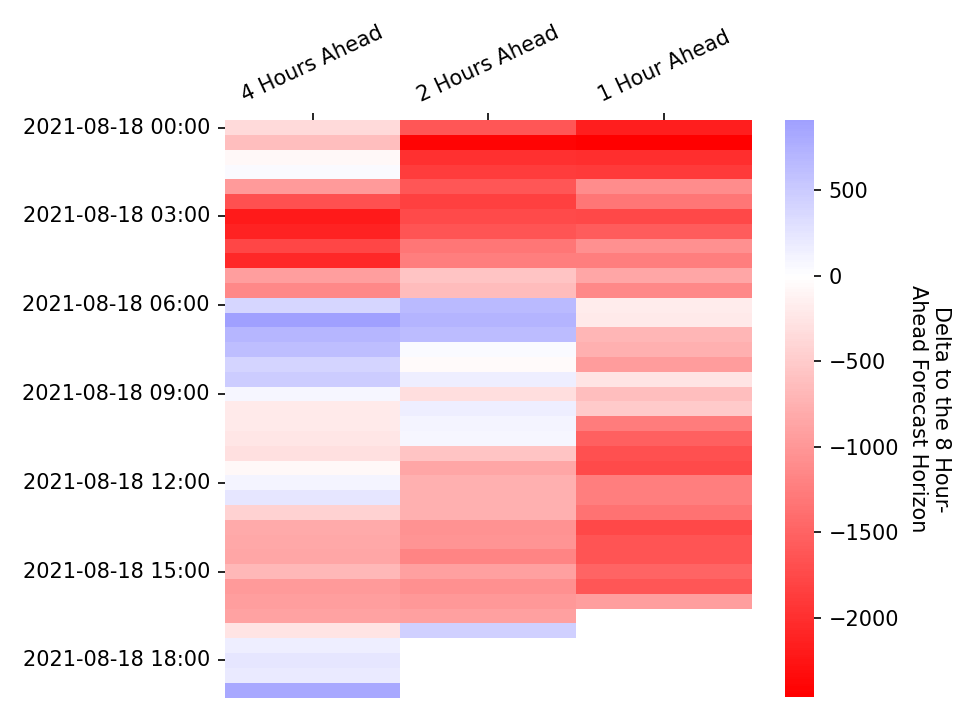 4 Hours Ahead
2 Hours Ahead
1 Hour Ahead
2021-08-18 00:00
2021-08-18 03:00
2021-08-18 06:00
2021-08-18 09:00
2021-08-18 12:00
2021-08-18 15:00
2021-08-18 18:00
500
0
−500
−1000
−1500
−2000
Delta to the 8 Hour-
Ahead Forecast Horizon